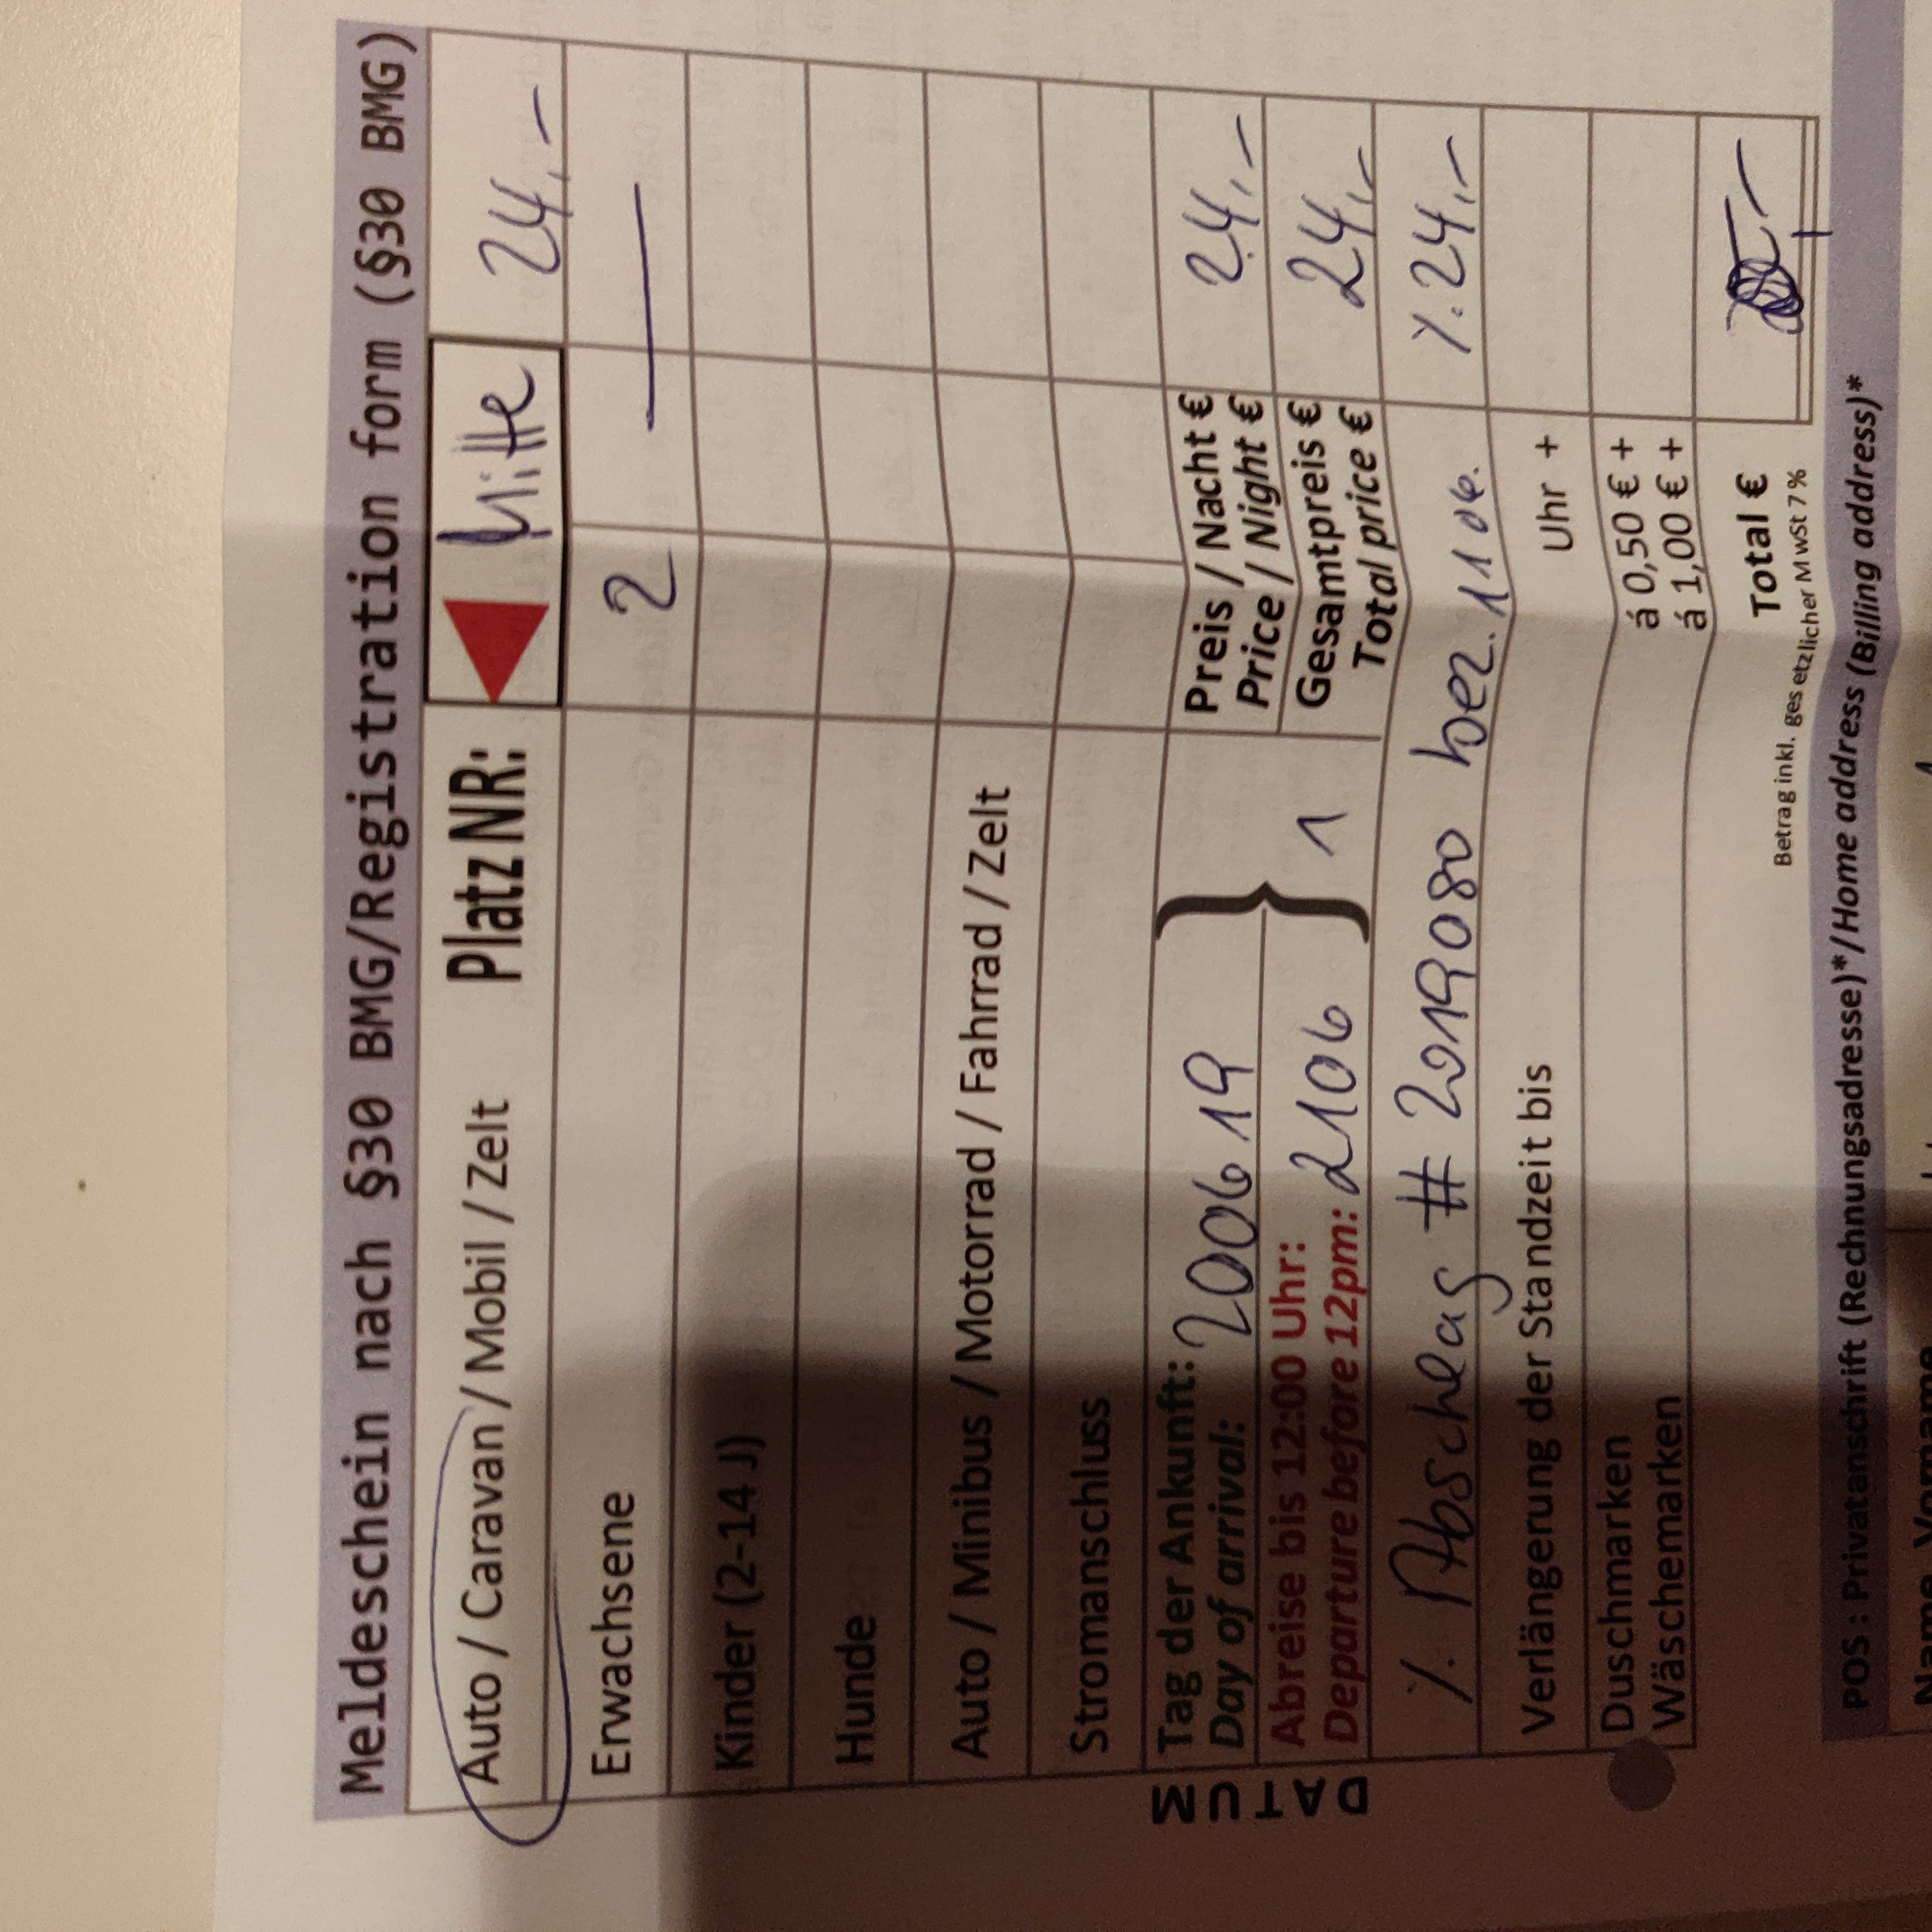 Meldeschein nach §30 BMG/Registration form (§30 BMG)
Auto / Caravan / Mobil / Zelt Platz NR: Mitte 24,–
Erwachsene 2 —
Kinder (2-14 J)
Hunde
Auto / Minibus / Motorrad / Fahrrad / Zelt
Stromanschluss
DATUM
Tag der Ankunft: 200619 Preis / Nacht € 24,–
Day of arrival: Price / Night €
Abreise bis 12:00 Uhr: 2106 } 1 Gesamtpreis € 24,–
Departure before 12pm: Total price €
./. Abschlag # 2019080 bez. 1106. ./. 24,–
Verlängerung der Standzeit bis Uhr +
Duschmarken á 0,50 € +
Wäschemarken á 1,00 € +
Total €
Betrag inkl. gesetzlicher MwSt 7%
POS : Privatanschrift (Rechnungsadresse)*/Home address (Billing address)*
Name Vorname